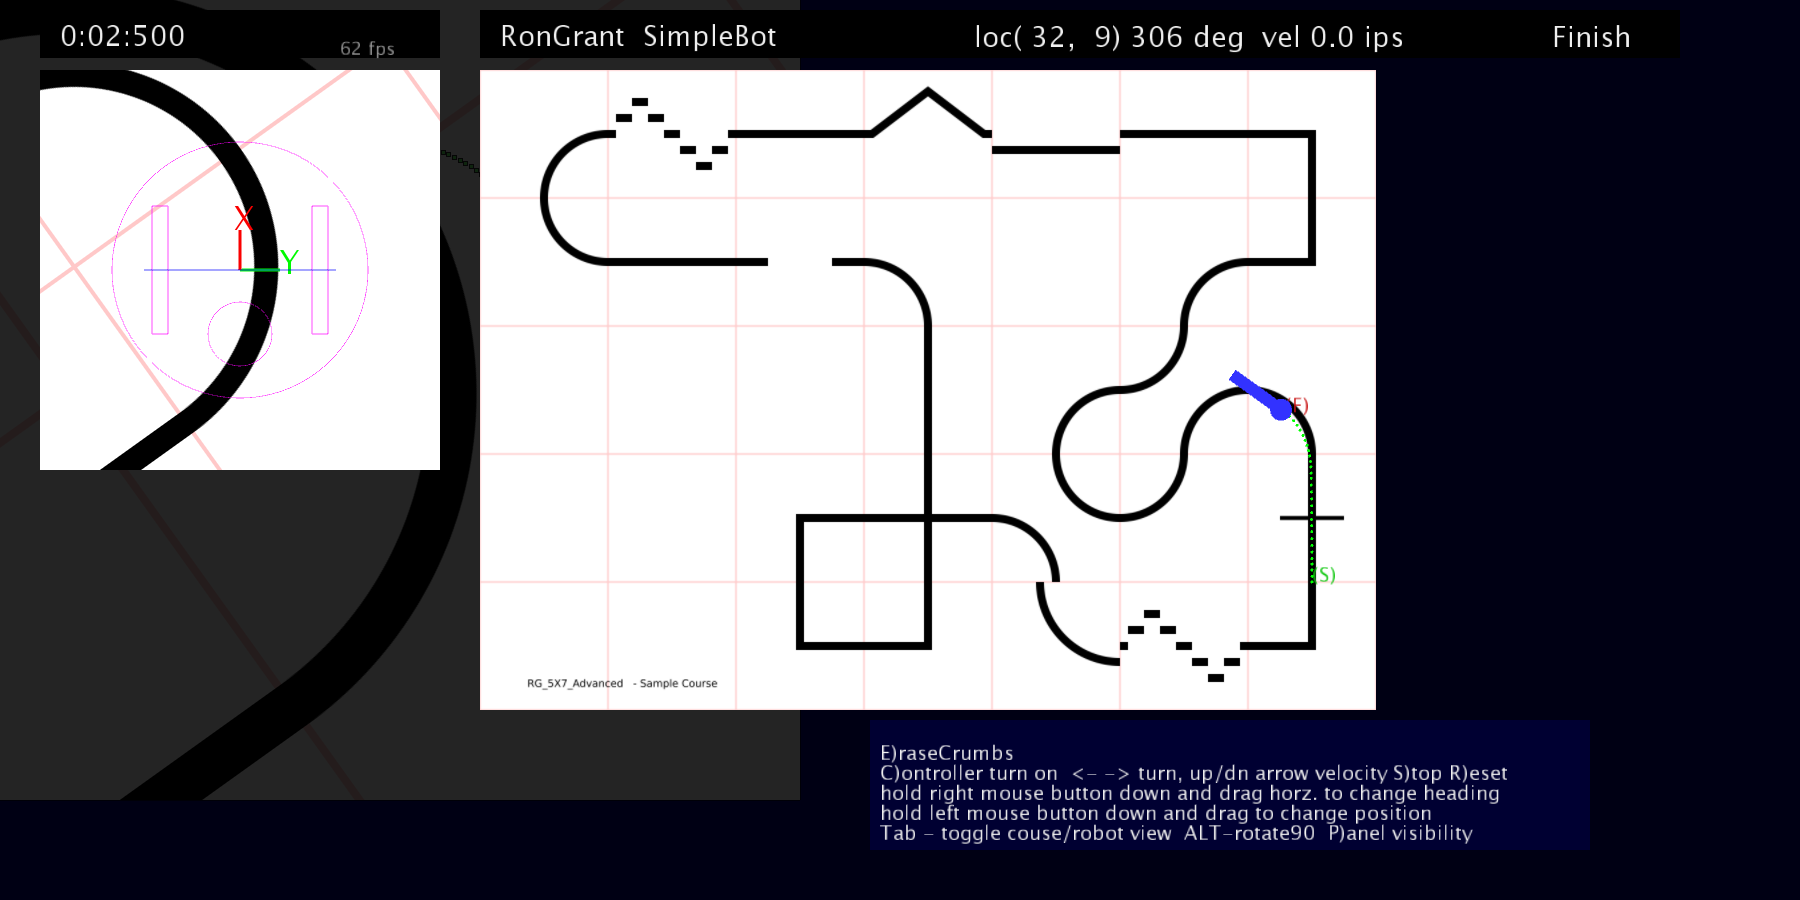 0:02:500
62 fps
RonGrant SimpleBot
loc( 32, 9) 306 deg vel 0.0 ips
Finish
X
Y
(F)
(S)
RG_5X7_Advanced - Sample Course
E)raseCrumbs
C)ontroller turn on <- -> turn, up/dn arrow velocity S)top R)eset
hold right mouse button down and drag horz. to change heading
hold left mouse button down and drag to change position
Tab - toggle couse/robot view ALT-rotate90 P)anel visibility